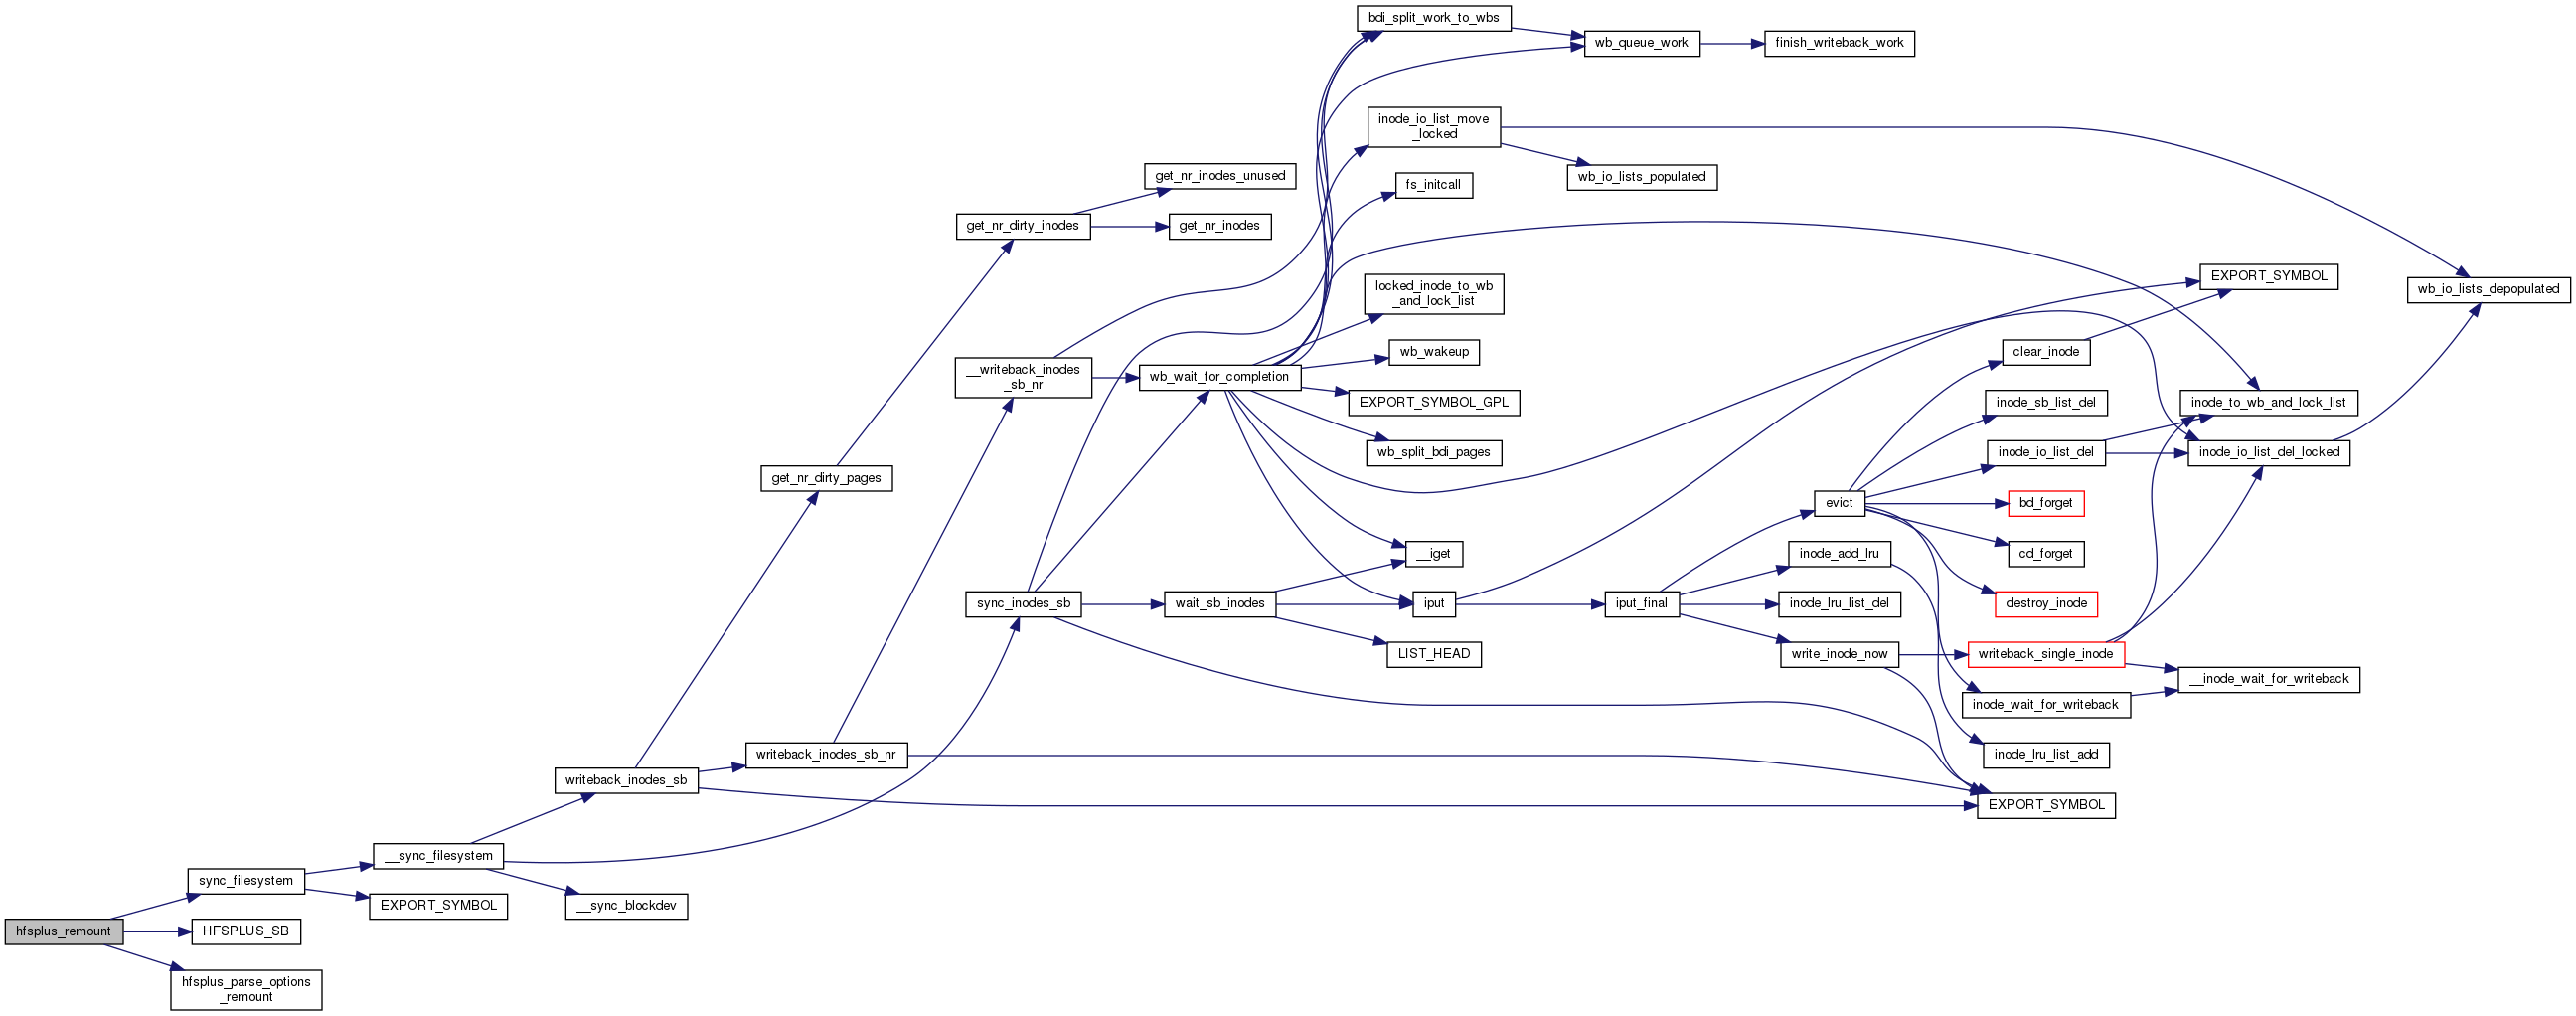 hfsplus_remount
sync_filesystem
HFSPLUS_SB
hfsplus_parse_options
_remount
__sync_filesystem
EXPORT_SYMBOL
writeback_inodes_sb
__sync_blockdev
get_nr_dirty_pages
writeback_inodes_sb_nr
get_nr_dirty_inodes
__writeback_inodes
_sb_nr
sync_inodes_sb
get_nr_inodes_unused
get_nr_inodes
wb_wait_for_completion
wait_sb_inodes
bdi_split_work_to_wbs
inode_io_list_move
_locked
fs_initcall
locked_inode_to_wb
_and_lock_list
wb_wakeup
EXPORT_SYMBOL_GPL
wb_split_bdi_pages
__iget
iput
LIST_HEAD
wb_queue_work
wb_io_lists_populated
iput_final
finish_writeback_work
evict
inode_add_lru
inode_lru_list_del
write_inode_now
clear_inode
inode_sb_list_del
inode_io_list_del
bd_forget
cd_forget
destroy_inode
writeback_single_inode
inode_wait_for_writeback
inode_lru_list_add
EXPORT_SYMBOL
EXPORT_SYMBOL
inode_to_wb_and_lock_list
inode_io_list_del_locked
__inode_wait_for_writeback
wb_io_lists_depopulated